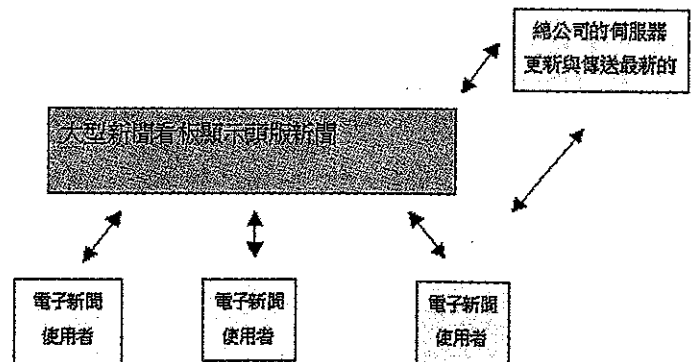 總公司的伺服器
更新與傳送最新的
大型新聞看板顯示頭版新聞
電子新聞
使用者
電子新聞
使用者
電子新聞
使用者